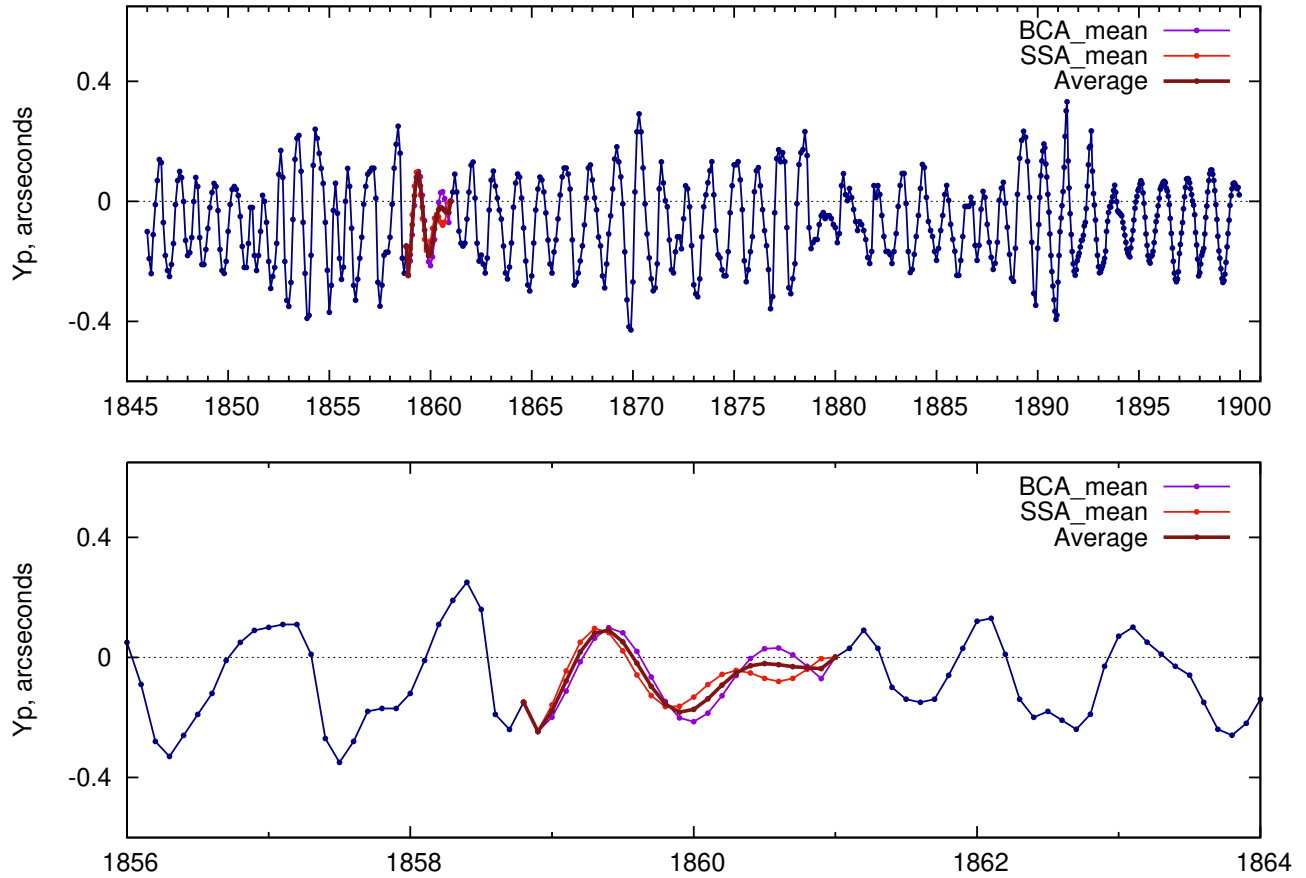 BCA_mean
SSA_mean
Average
Yp, arcseconds
0.4
0
-0.4
1845 1850 1855 1860 1865 1870 1875 1880 1885 1890 1895 1900
BCA_mean
SSA_mean
Average
Yp, arcseconds
0.4
0
-0.4
1856 1858 1860 1862 1864